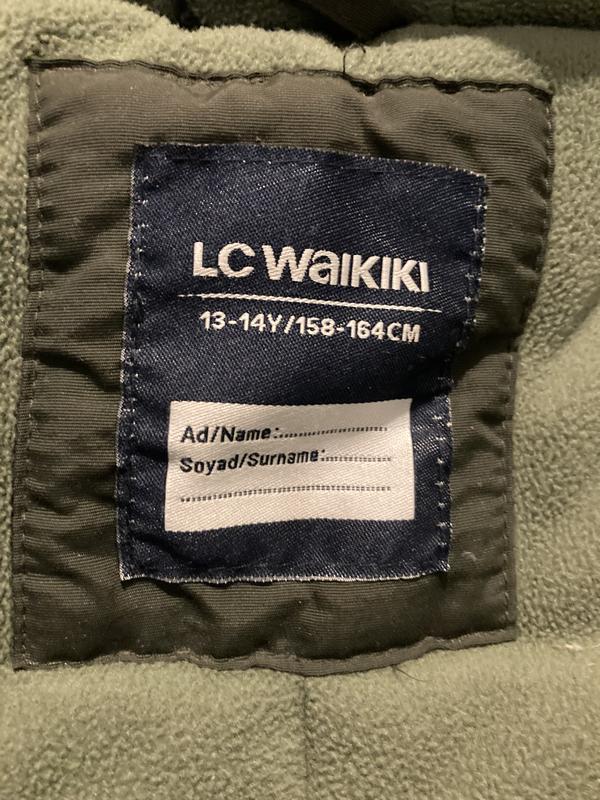 LC WAIKIKI
13-14Y/158-164CM
Ad/Name:..........................
Soyad/Surname:................
..................................................